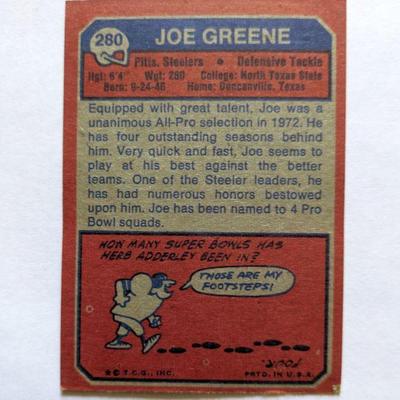 280
JOE GREENE
Pitts. Steelers • Defensive Tackle
Hgt: 6'4" Wgt: 280 College: North Texas State
Born: 9-24-46 Home: Duncanville, Texas
Equipped with great talent, Joe was a
unanimous All-Pro selection in 1972. He
has four outstanding seasons behind
him. Very quick and fast, Joe seems to
play at his best against the better
teams. One of the Steeler leaders, he
has had numerous honors bestowed
upon him. Joe has been named to 4 Pro
Bowl squads.
HOW MANY SUPER BOWLS HAS
HERB ADDERLEY BEEN IN?
THOSE ARE MY
FOOTSTEPS!
FOUR.
© T.C.G., INC.
PRTD. IN U.S.A.